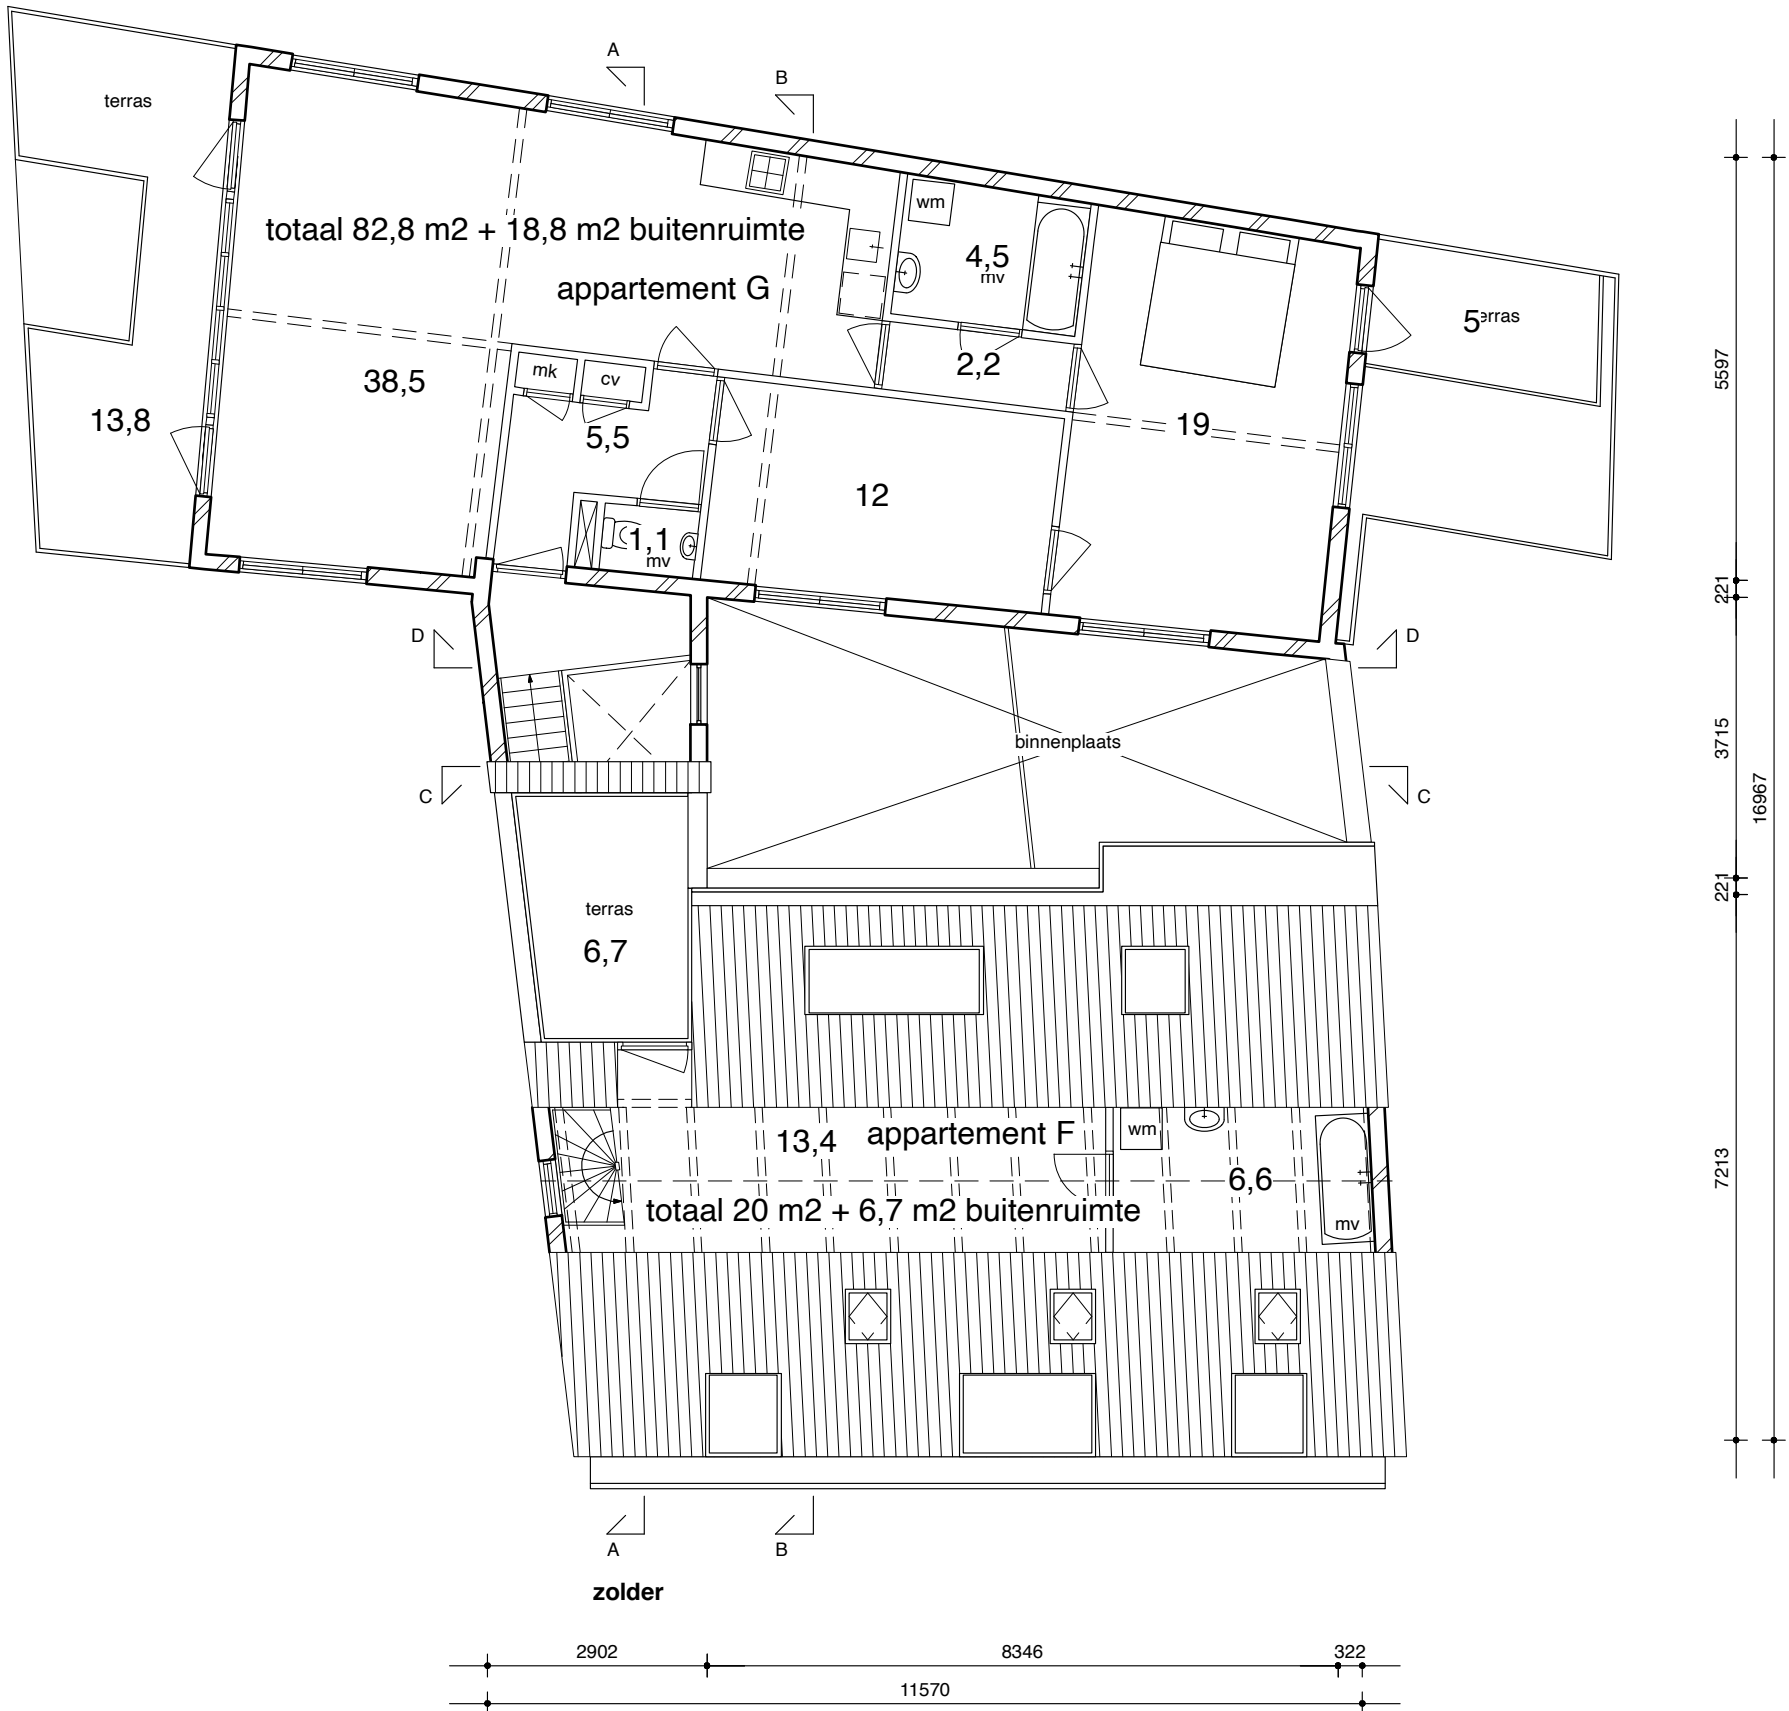 A
B
terras
wm
totaal 82,8 m2 + 18,8 m2 buitenruimte
4,5
mv
appartement G
5
erras
2,2
mk
cv
38,5
13,8
5,5
19
12
1,1
mv
5597
221
D
D
3715
binnenplaats
C
C
16967
221
terras
6,7
13,4
appartement F
wm
6,6
totaal 20 m2 + 6,7 m2 buitenruimte
mv
7213
A
B
zolder
2902
8346
322
11570